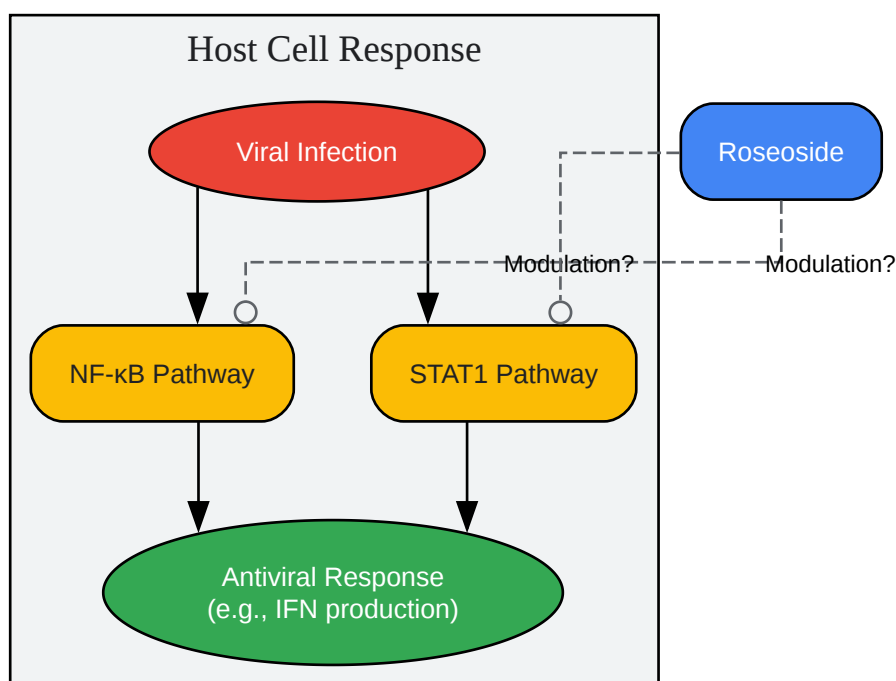 Host Cell Response
Viral Infection
Roseoside
Modulation?
Modulation?
NF-κB Pathway
STAT1 Pathway
Antiviral Response
(e.g., IFN production)